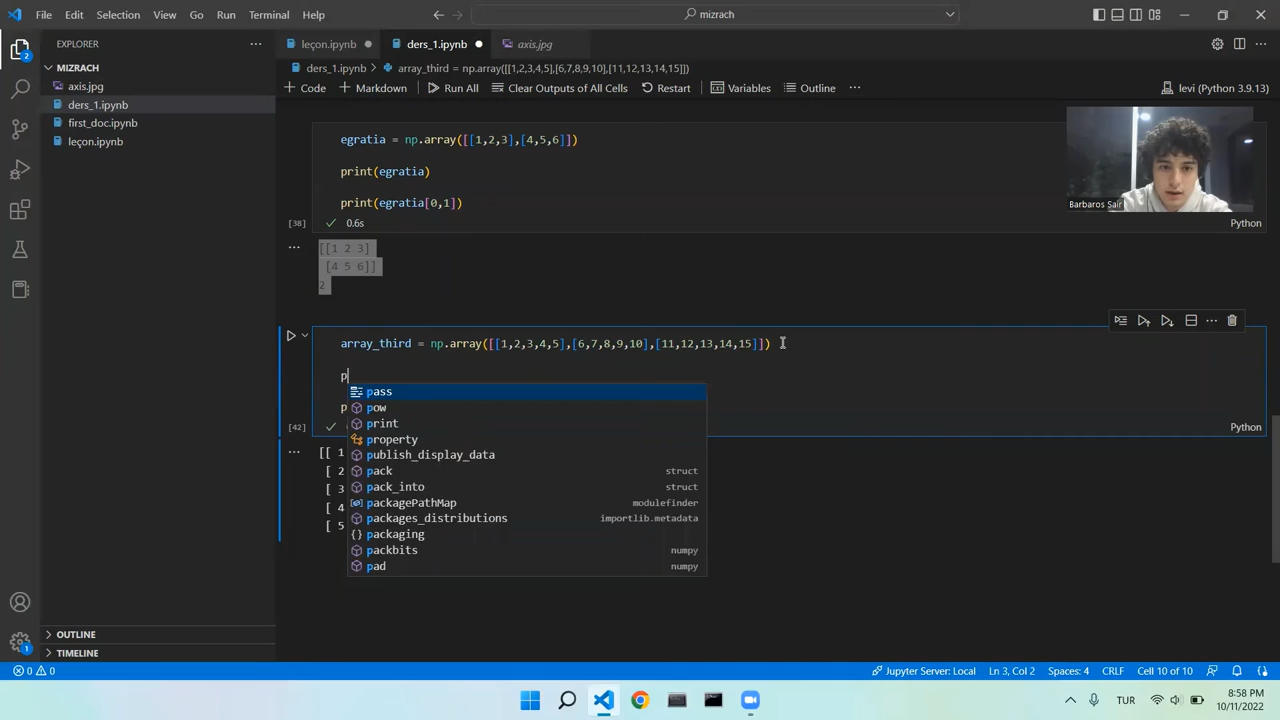 File Edit Selection View Go Run Terminal Help
mizrach
EXPLORER
MIZRACH
axis.jpg
ders_1.ipynb
first_doc.ipynb
leçon.ipynb
OUTLINE
TIMELINE
leçon.ipynb ders_1.ipynb axis.jpg
ders_1.ipynb > array_third = np.array([[1,2,3,4,5],[6,7,8,9,10],[11,12,13,14,15]])
+ Code + Markdown Run All Clear Outputs of All Cells Restart Variables Outline ... levi (Python 3.9.13)
egratia = np.array([[1,2,3],[4,5,6]])
print(egratia)
print(egratia[0,1])
[38] 0.6s Python
[[1 2 3]
[4 5 6]]
2
Barbaros Sair
array_third = np.array([[1,2,3,4,5],[6,7,8,9,10],[11,12,13,14,15]])
p
p
[42] Python
[[ 1
[ 2
[ 3
[ 4
[ 5
pass
pow
print
property
publish_display_data
pack struct
pack_into struct
packagePathMap modulefinder
packages_distributions importlib.metadata
packaging
packbits numpy
pad numpy
2
1
0 0 Jupyter Server: Local Ln 3, Col 2 Spaces: 4 CRLF Cell 10 of 10
TUR 8:58 PM
10/11/2022